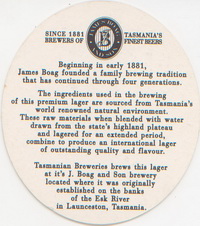 SINCE 1881
BREWERS OF
JAMES BOAG
AND SON
TASMANIA'S
FINEST BEERS
Beginning in early 1881,
James Boag founded a family brewing tradition
that has continued through four generations.
The ingredients used in the brewing
of this premium lager are sourced from Tasmania's
world renowned natural environment.
These raw materials when blended with water
drawn from the state's highland plateau
and lagered for an extended period,
combine to produce an international lager
of outstanding quality and flavour.
Tasmanian Breweries brews this lager
at it's J. Boag and Son brewery
located where it was originally
established on the banks
of the Esk River
in Launceston, Tasmania.